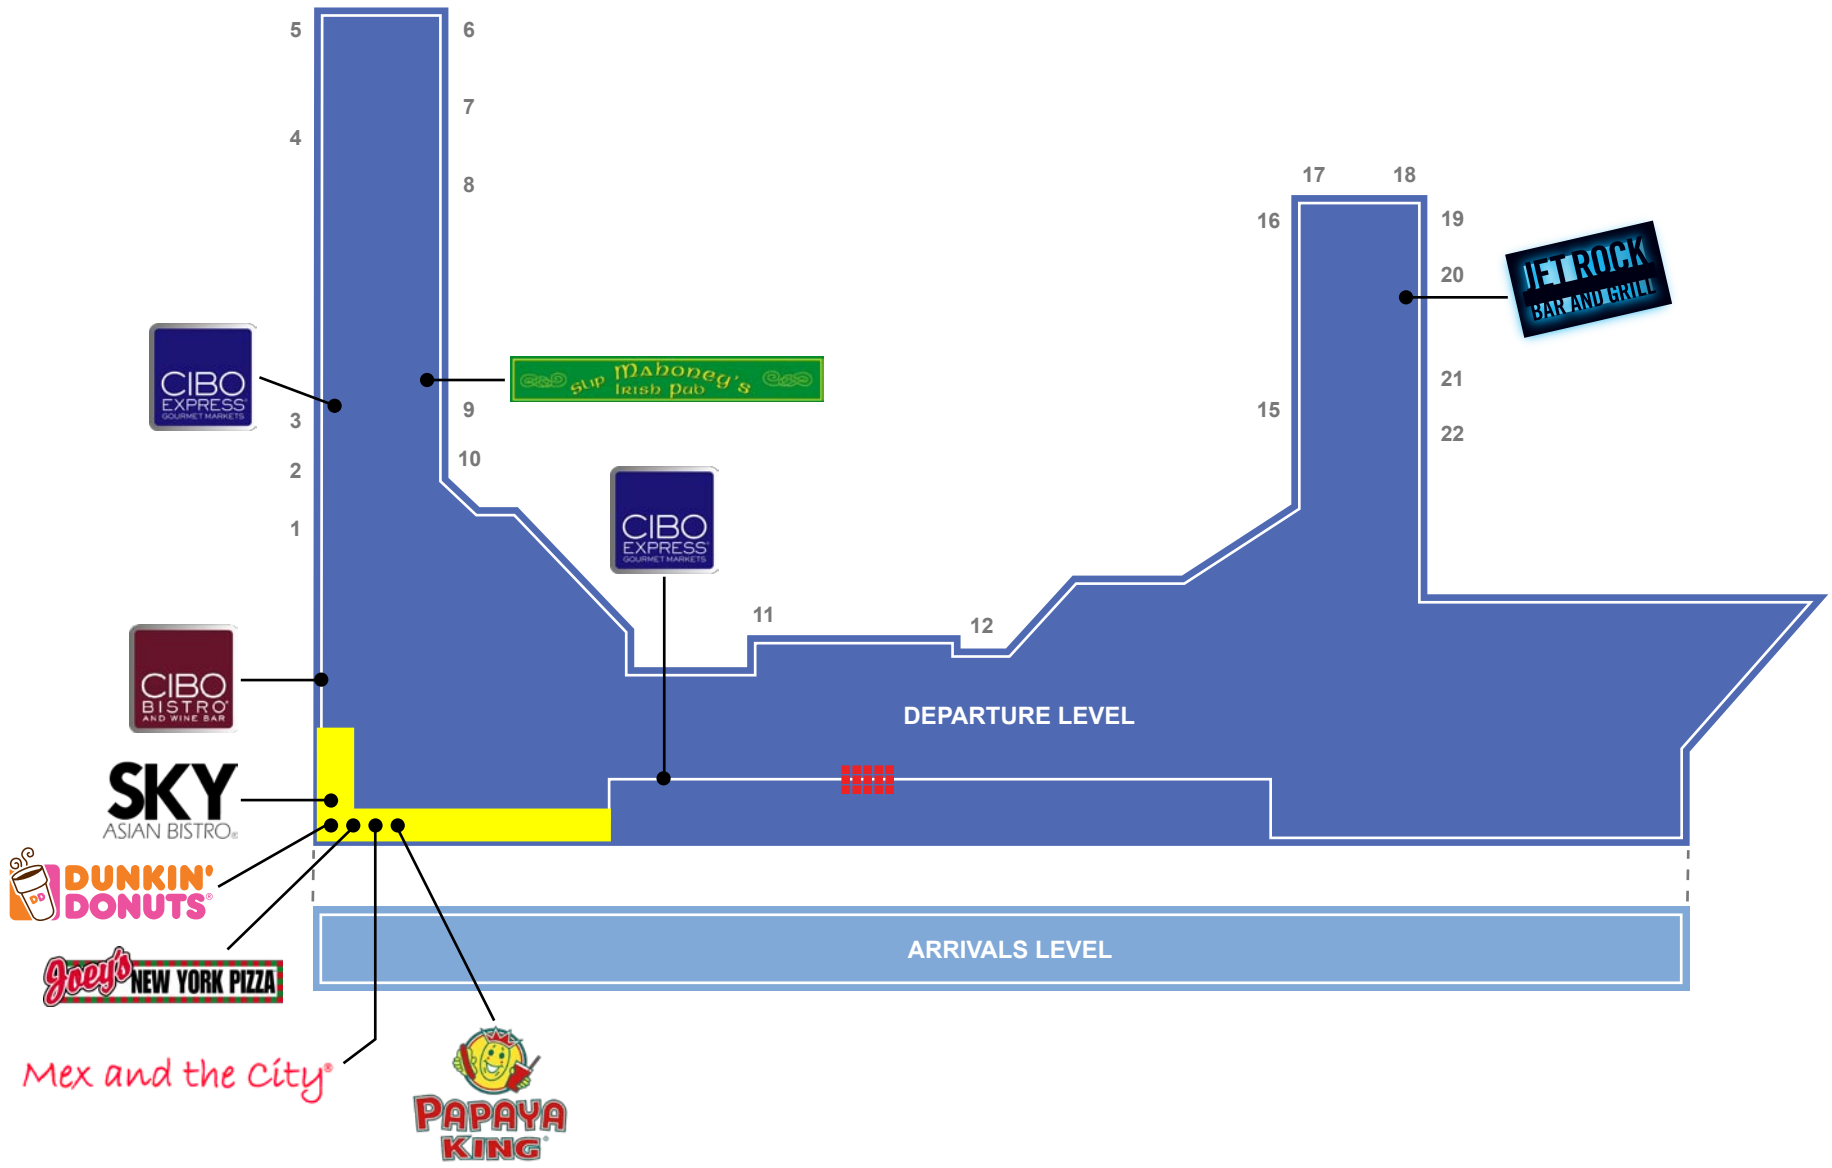 5
6
7
4
8
17
18
16
19
JET ROCK
BAR AND GRILL
20
CIBO
EXPRESS
GOURMET MARKETS
Slip Mahoney's
Irish Pub
21
3
9
15
22
10
2
CIBO
EXPRESS
GOURMET MARKETS
1
11
12
CIBO
BISTRO
AND WINE BAR
DEPARTURE LEVEL
SKY
ASIAN BISTRO®
DUNKIN'
DONUTS®
DD
ARRIVALS LEVEL
Joey's NEW YORK PIZZA
Mex and the City®
PAPAYA
KING®